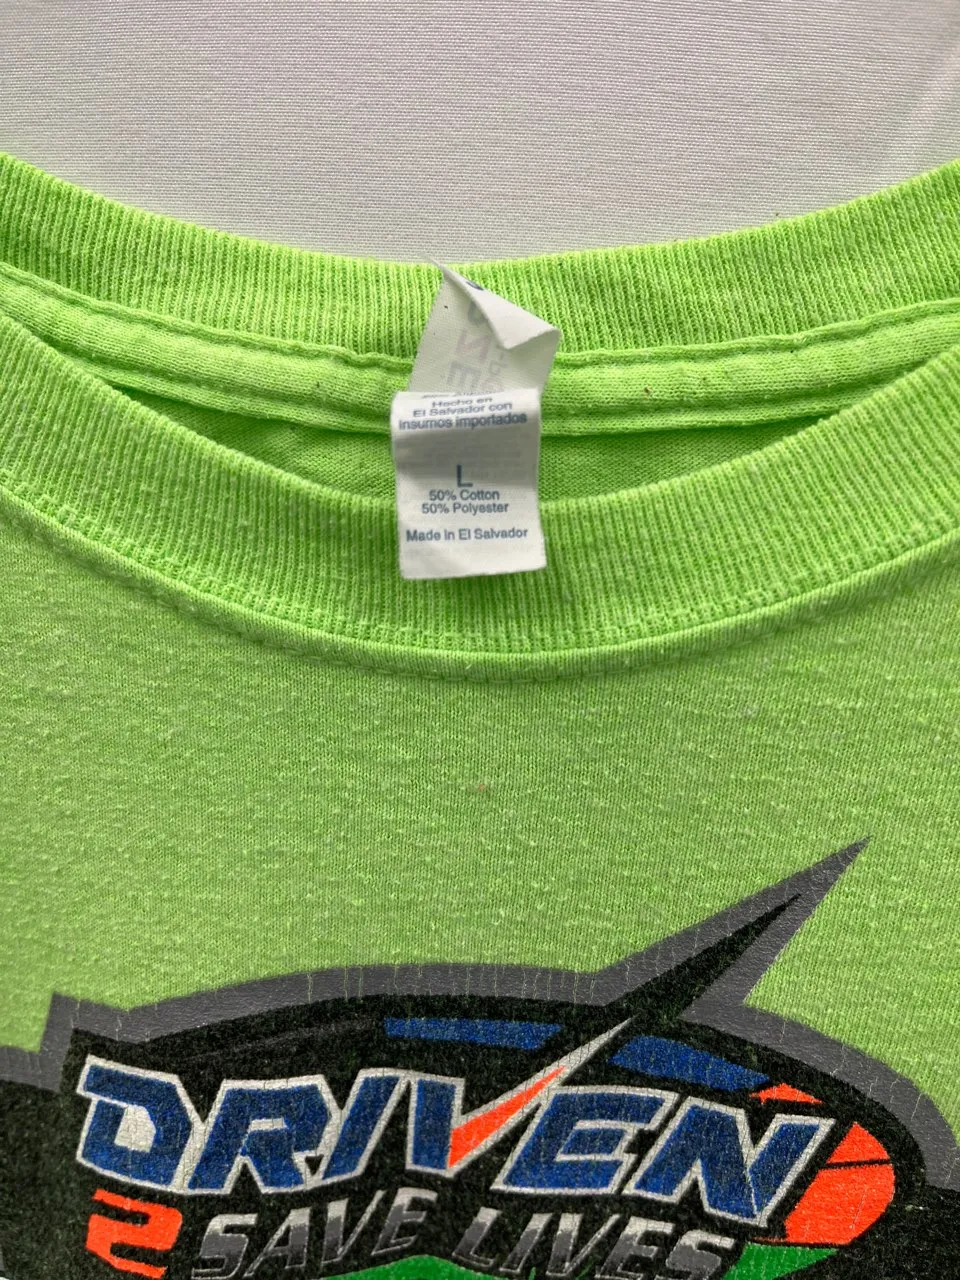 Hecho en
El Salvador con
insumos importados
L
50% Cotton
50% Polyester
Made in El Salvador
DRIVEN
2 SAVE LIVES